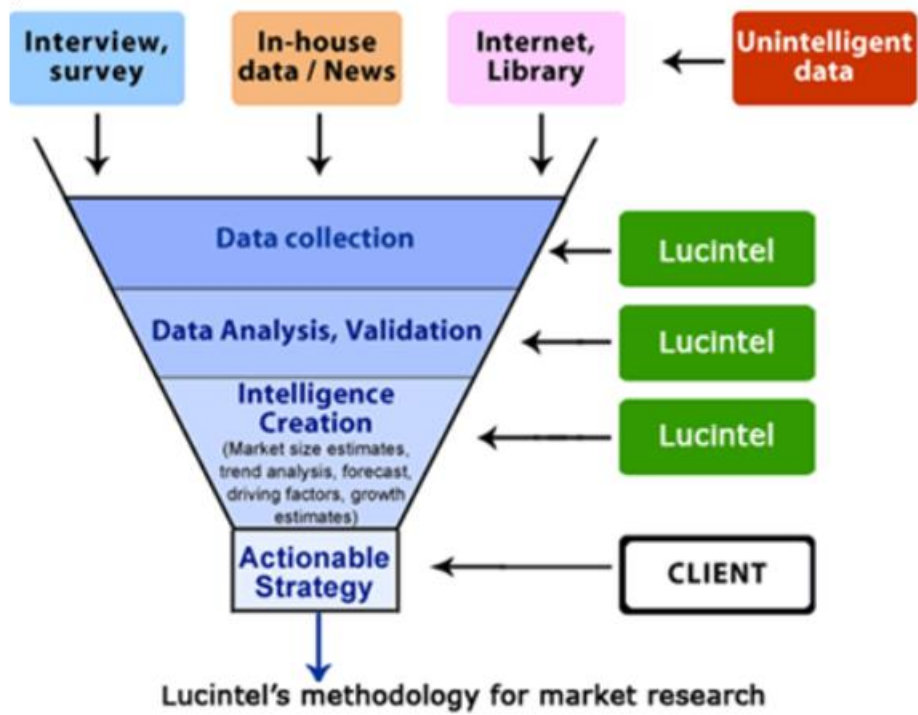 Interview,
survey
In-house
data / News
Internet,
Library
Unintelligent
data
Data collection
Lucintel
Data Analysis, Validation
Lucintel
Intelligence
Creation
(Market size estimates,
trend analysis, forecast,
driving factors, growth
estimates)
Lucintel
Actionable
Strategy
CLIENT
Lucintel's methodology for market research